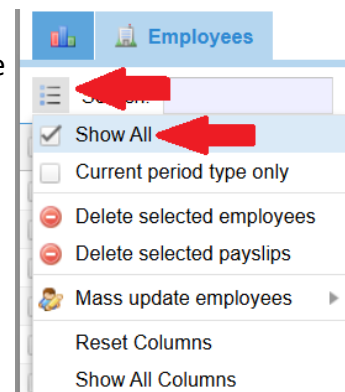 e
Employees
Show All
Current period type only
Delete selected employees
Delete selected payslips
Mass update employees
Reset Columns
Show All Columns